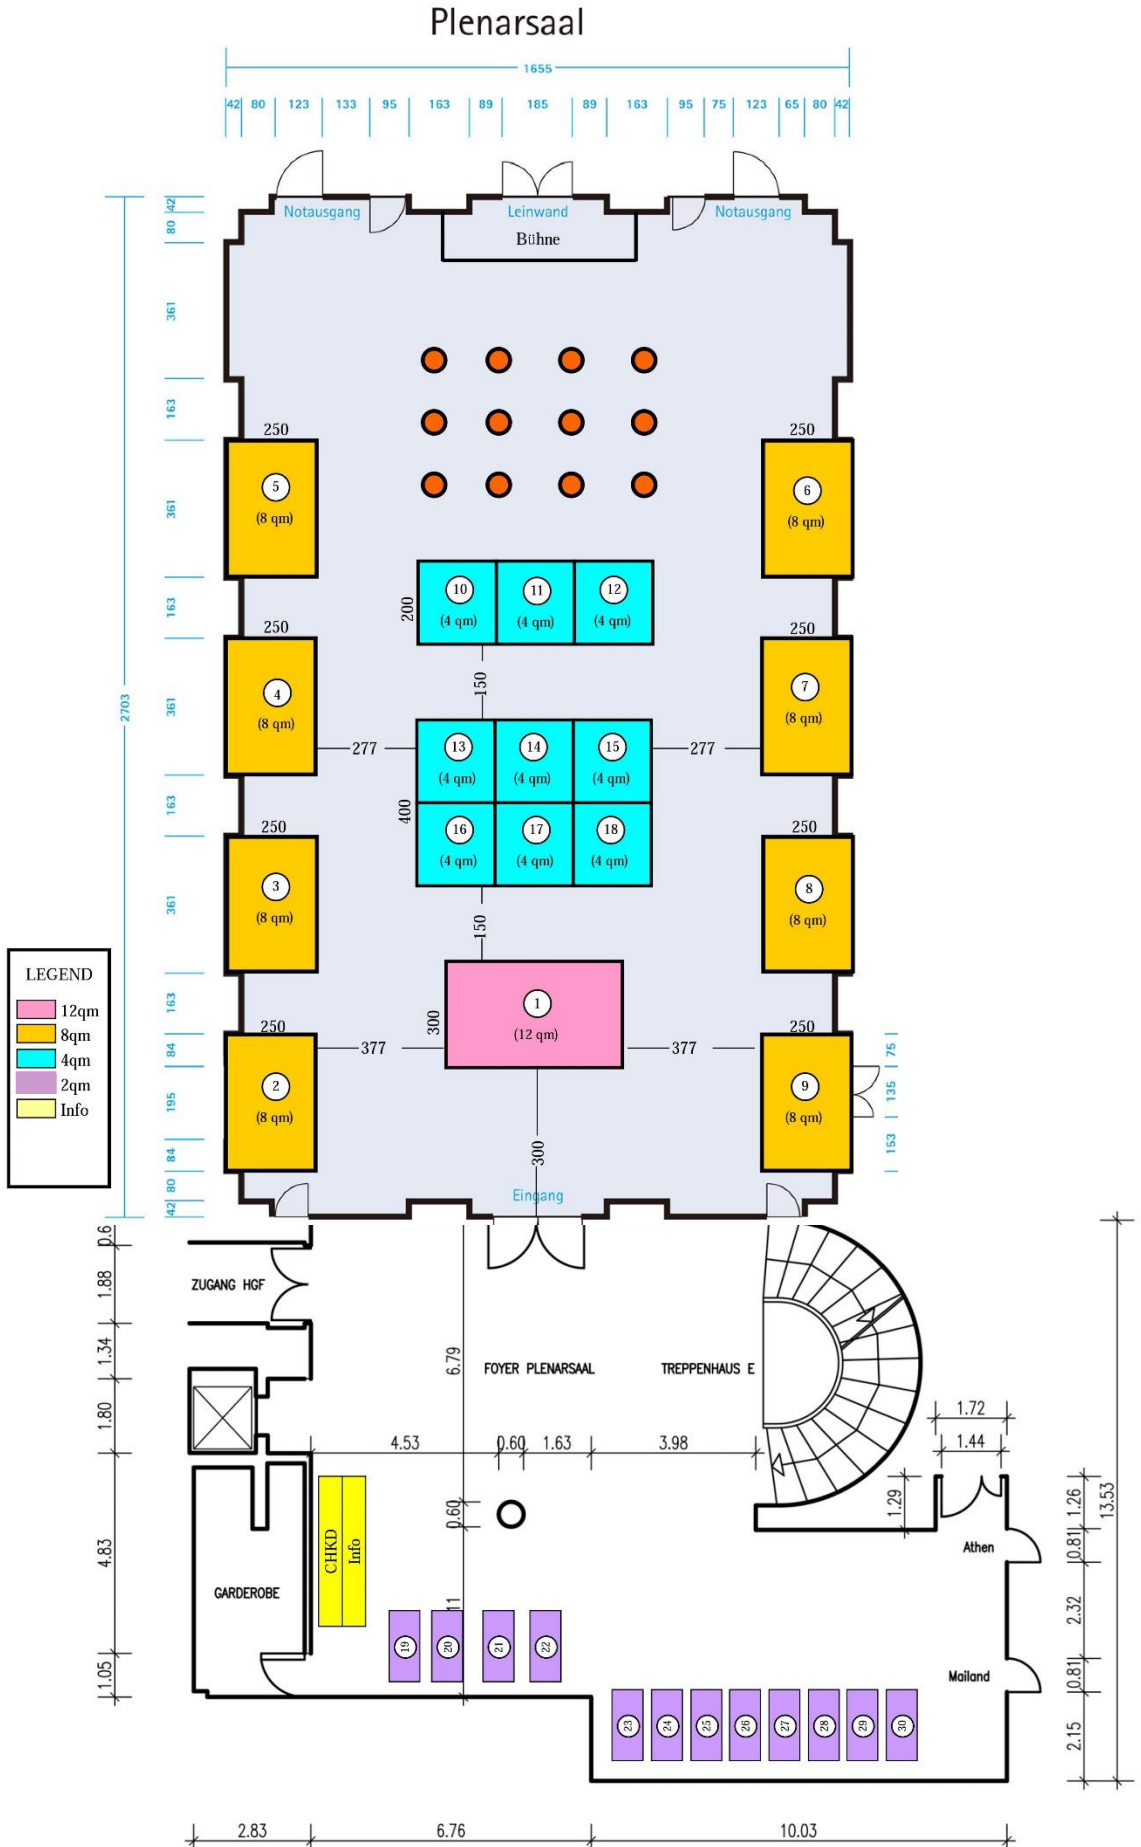 Plenarsaal
1655
42 80 123 133 95 163 89 185 89 163 95 75 123 65 80 42
Notausgang
Leinwand
Notausgang
Bühne
2703
42
80
361
163
361
163
361
163
361
163
84
195
84
80
42
250
5
(8 qm)
250
6
(8 qm)
200
10
(4 qm)
11
(4 qm)
12
(4 qm)
150
250
4
(8 qm)
250
7
(8 qm)
277
277
13
(4 qm)
14
(4 qm)
15
(4 qm)
400
16
(4 qm)
17
(4 qm)
18
(4 qm)
150
250
3
(8 qm)
250
8
(8 qm)
LEGEND
12qm
8qm
4qm
2qm
Info
300
1
(12 qm)
377
377
250
2
(8 qm)
250
9
(8 qm)
75
135
153
300
Eingang
0.6
1.88
1.34
1.80
4.83
1.05
ZUGANG HGF
6.79
FOYER PLENARSAAL
TREPPENHAUS E
4.53
0.60
1.63
3.98
0.60
11
1.72
1.44
1.29
1.26
0.81
2.32
0.81
2.15
13.53
Athen
Mailand
GARDEROBE
CHKD
Info
19
20
21
22
23
24
25
26
27
28
29
30
2.83
6.76
10.03